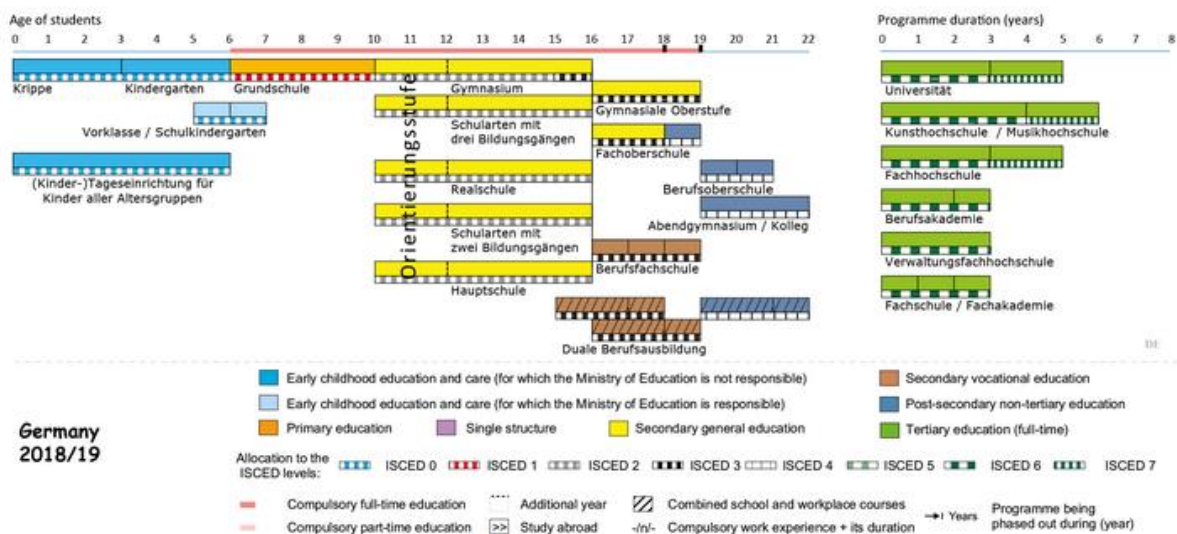 Age of students
Programme duration (years)
0 1 2 3 4 5 6 7 8 9 10 11 12 13 14 15 16 17 18 19 20 21 22
0 1 2 3 4 5 6 7 8
Krippe
Kindergarten
Grundschule
Gymnasium
Universität
Orientierungsstufe
Gymnasiale Oberstufe
Vorklasse / Schulkindergarten
Schularten mit
drei Bildungsgängen
Kunsthochschule / Musikhochschule
Fachoberschule
(Kinder-)Tageseinrichtung für
Kinder aller Altersgruppen
Realschule
Berufsoberschule
Fachhochschule
Schularten mit
zwei Bildungsgängen
Abendgymnasium / Kolleg
Berufsakademie
Berufsfachschule
Verwaltungsfachhochschule
Hauptschule
Fachschule / Fachakademie
Duale Berufsausbildung
DE
Early childhood education and care (for which the Ministry of Education is not responsible)
Secondary vocational education
Early childhood education and care (for which the Ministry of Education is responsible)
Post-secondary non-tertiary education
Primary education
Single structure
Secondary general education
Tertiary education (full-time)
Germany
2018/19
Allocation to the
ISCED levels:
ISCED 0
ISCED 1
ISCED 2
ISCED 3
ISCED 4
ISCED 5
ISCED 6
ISCED 7
Compulsory full-time education
Additional year
Combined school and workplace courses
Years
Programme being
phased out during (year)
Compulsory part-time education
>> Study abroad
-/n/- Compulsory work experience + its duration